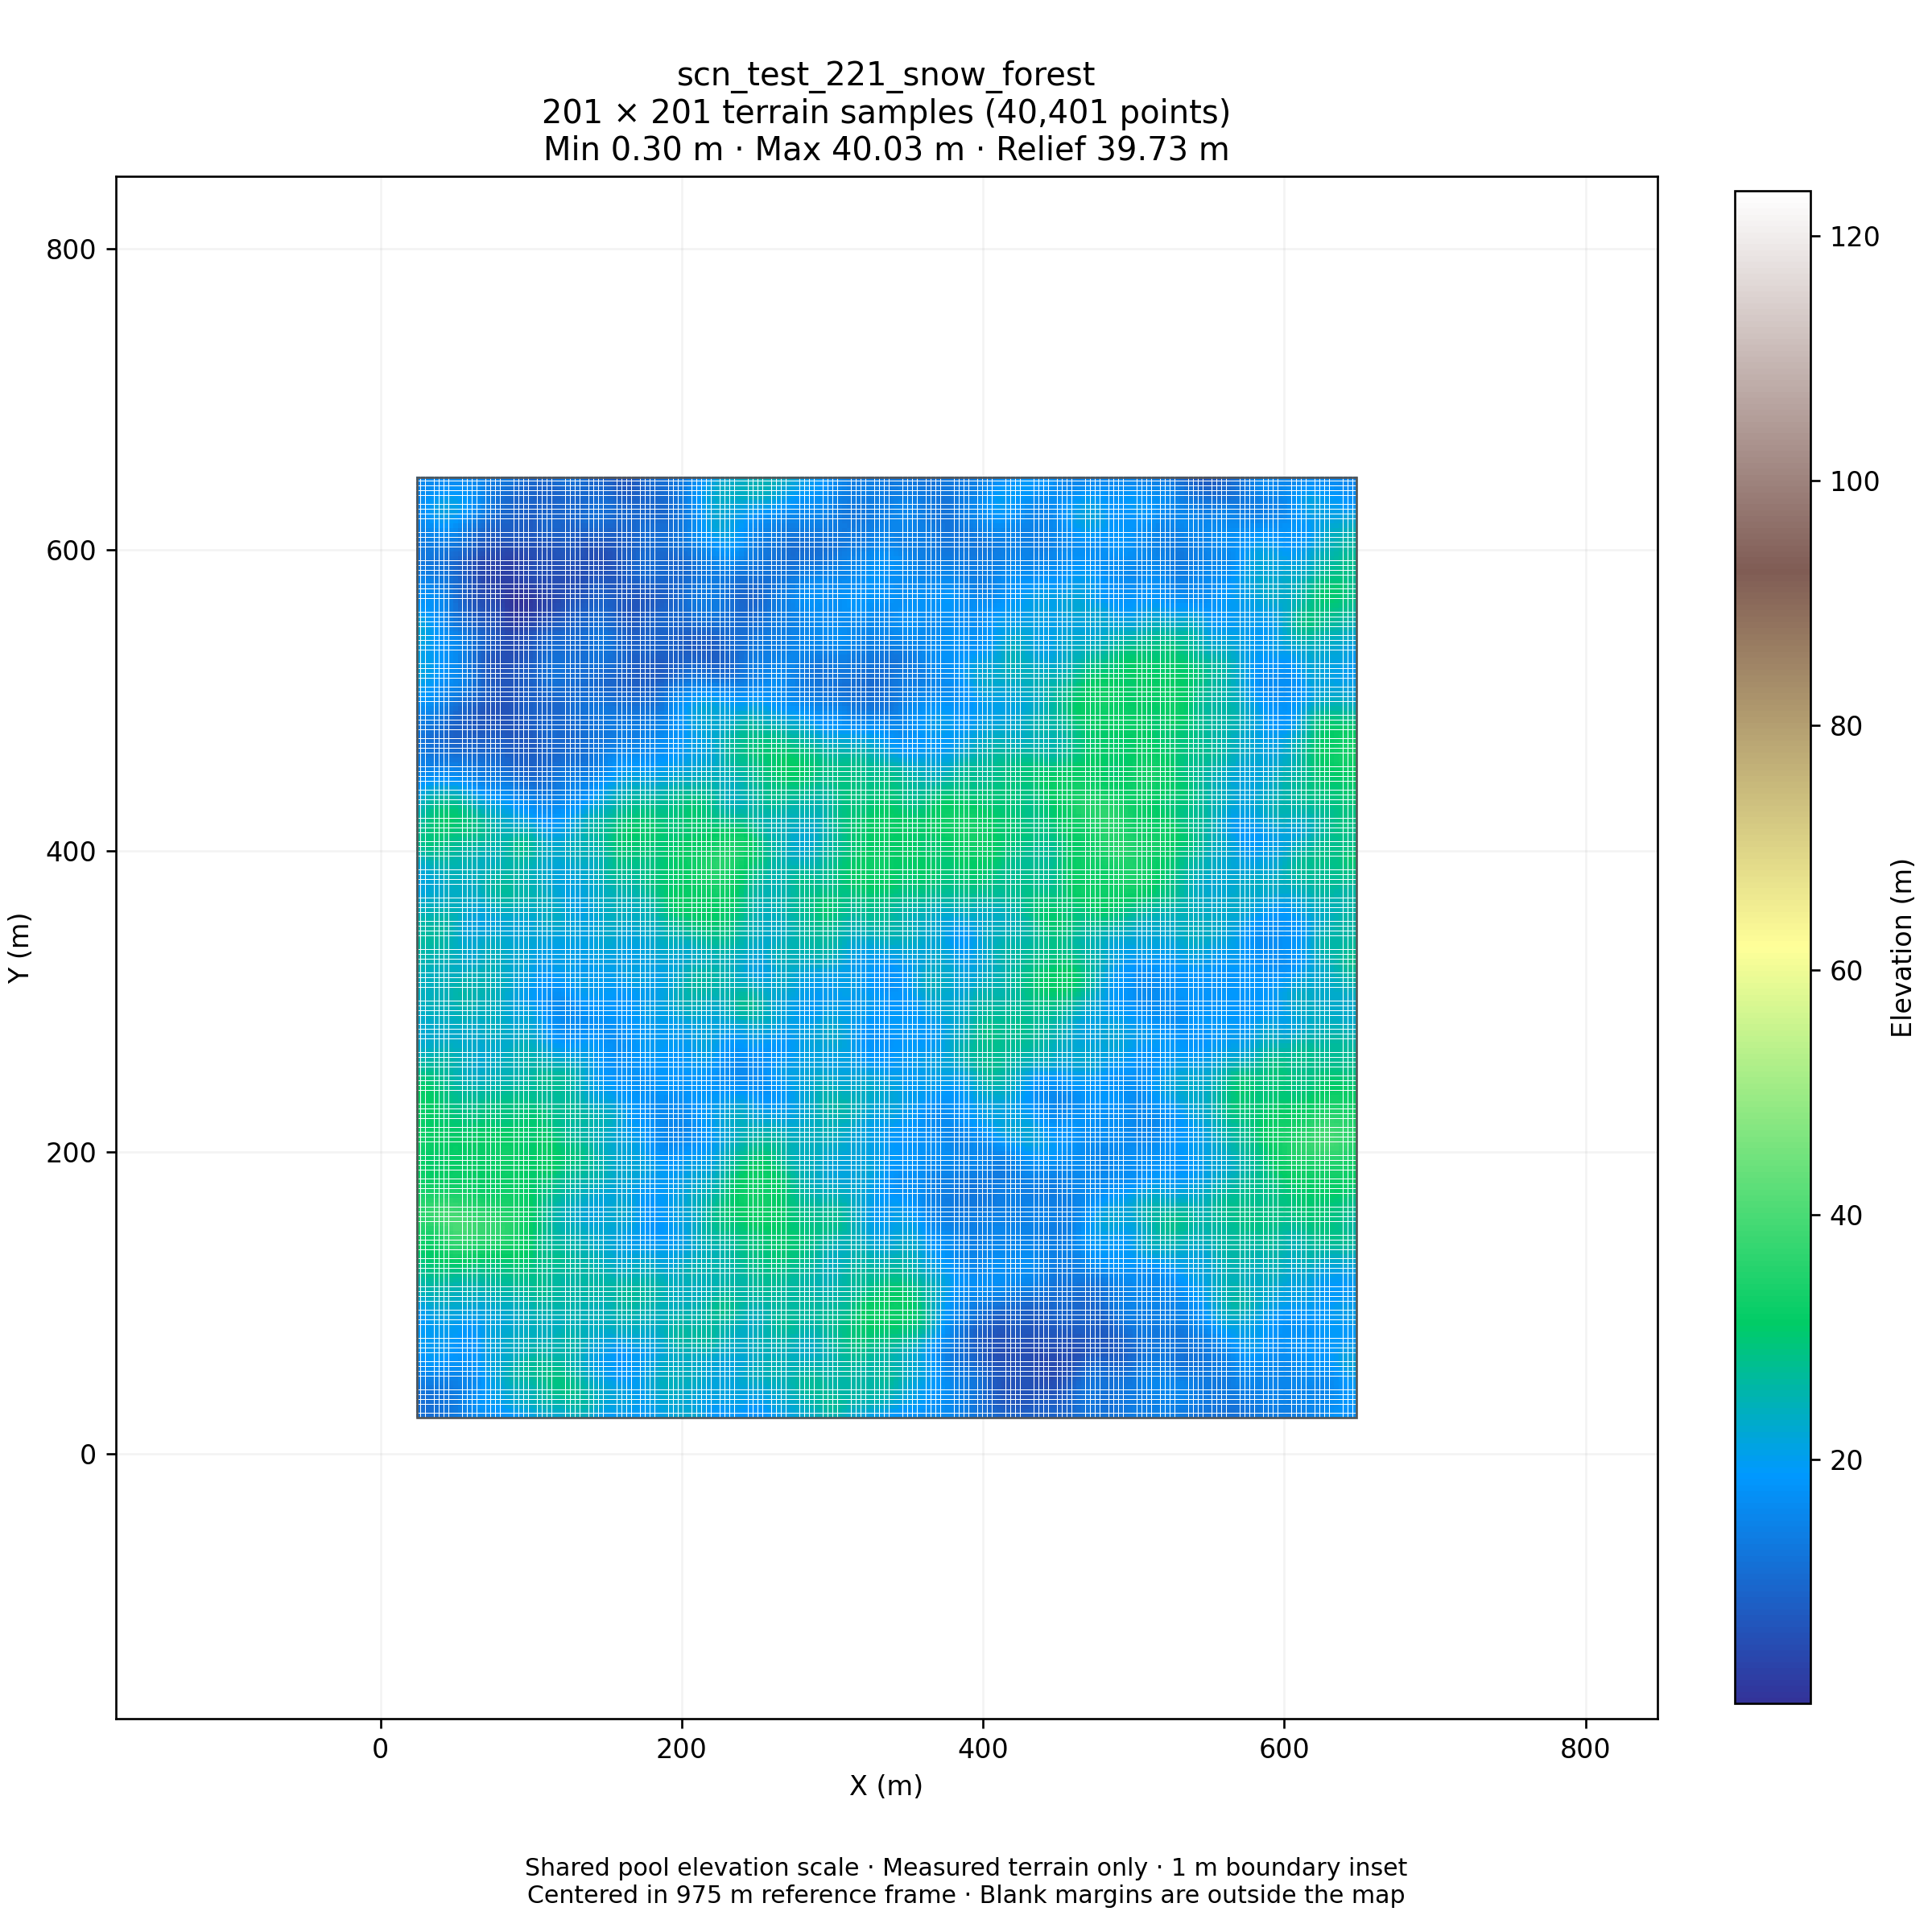 scn_test_221_snow_forest
201 × 201 terrain samples (40,401 points)
Min 0.30 m · Max 40.03 m · Relief 39.73 m
800
600
400
200
0
Y (m)
0
200
400
600
800
X (m)
120
100
80
60
40
20
Elevation (m)
Shared pool elevation scale · Measured terrain only · 1 m boundary inset
Centered in 975 m reference frame · Blank margins are outside the map